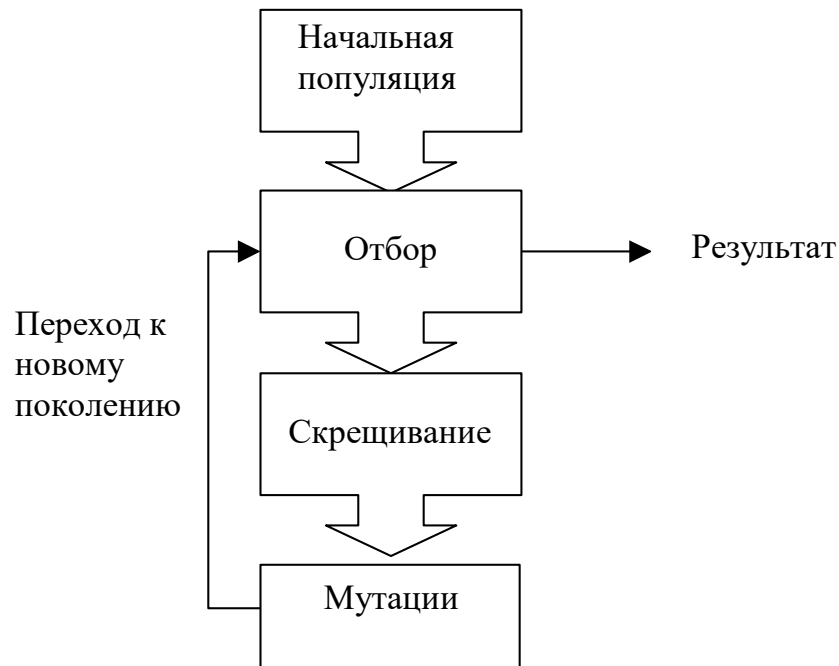 Начальная
популяция
Отбор
Результат
Переход к
новому
поколению
Скрещивание
Мутации